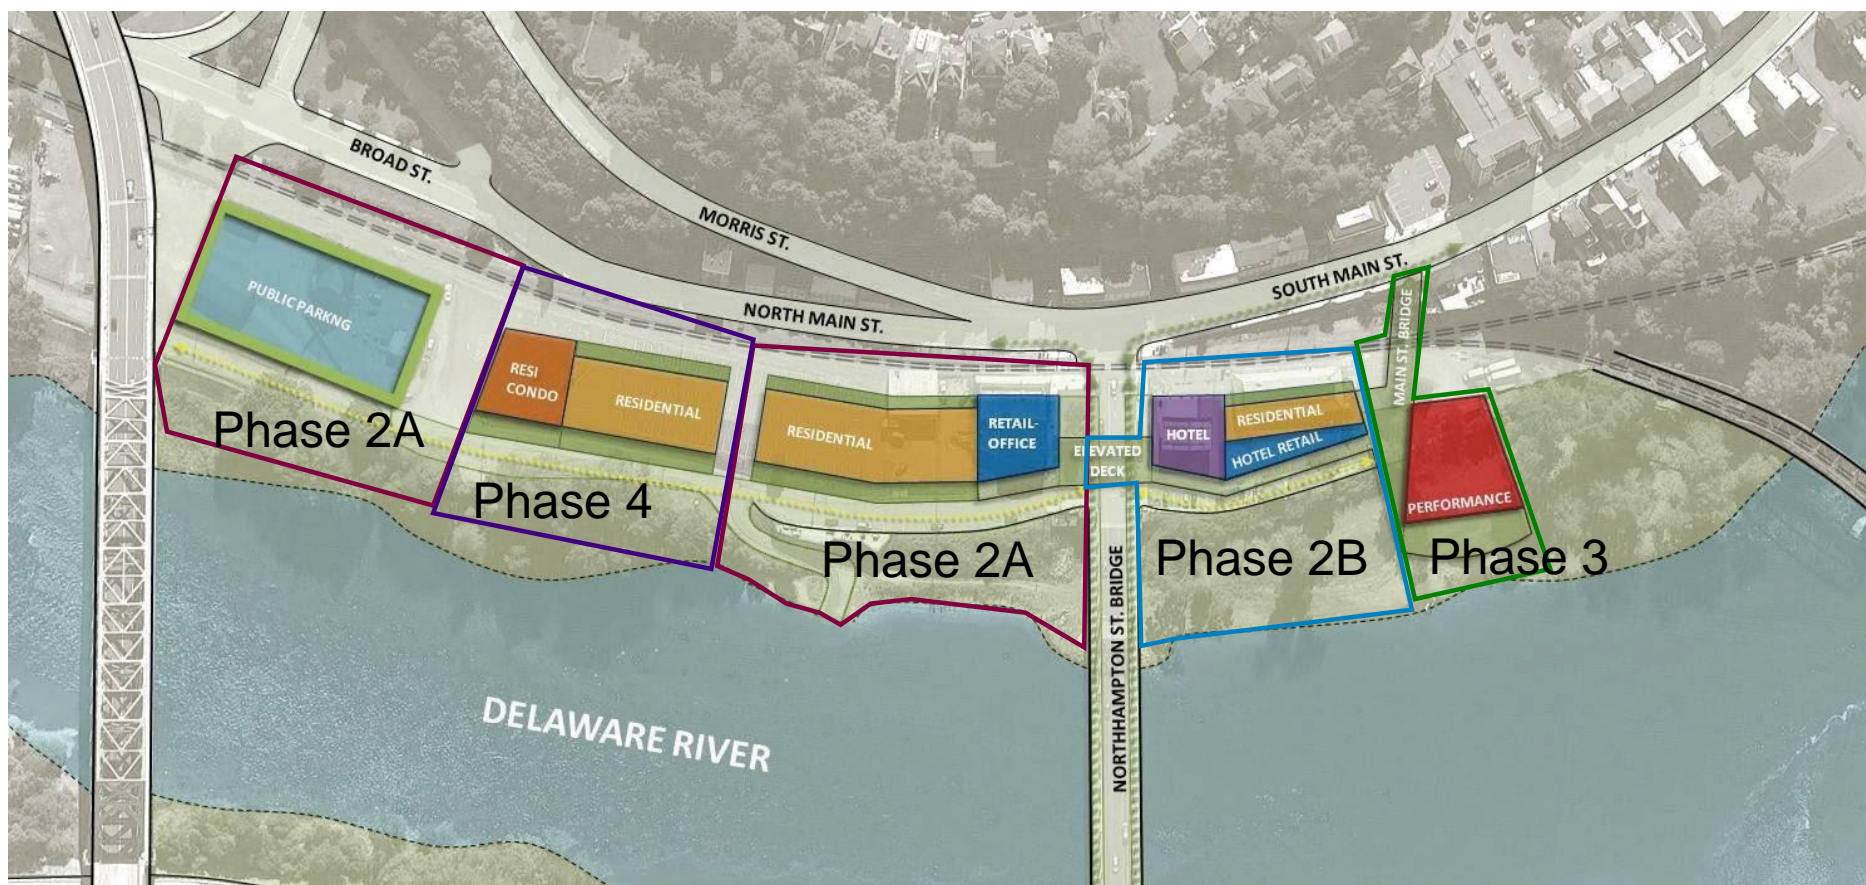 BROAD ST.
MORRIS ST.
SOUTH MAIN ST.
NORTH MAIN ST.
MAIN ST. BRIDGE
PUBLIC PARKNG
RESI
CONDO
RESIDENTIAL
RESIDENTIAL
RETAIL-
OFFICE
ELEVATED
DECK
HOTEL
RESIDENTIAL
HOTEL RETAIL
PERFORMANCE
Phase 2A
Phase 4
Phase 2A
Phase 2B
Phase 3
NORTHHAMPTON ST. BRIDGE
DELAWARE RIVER